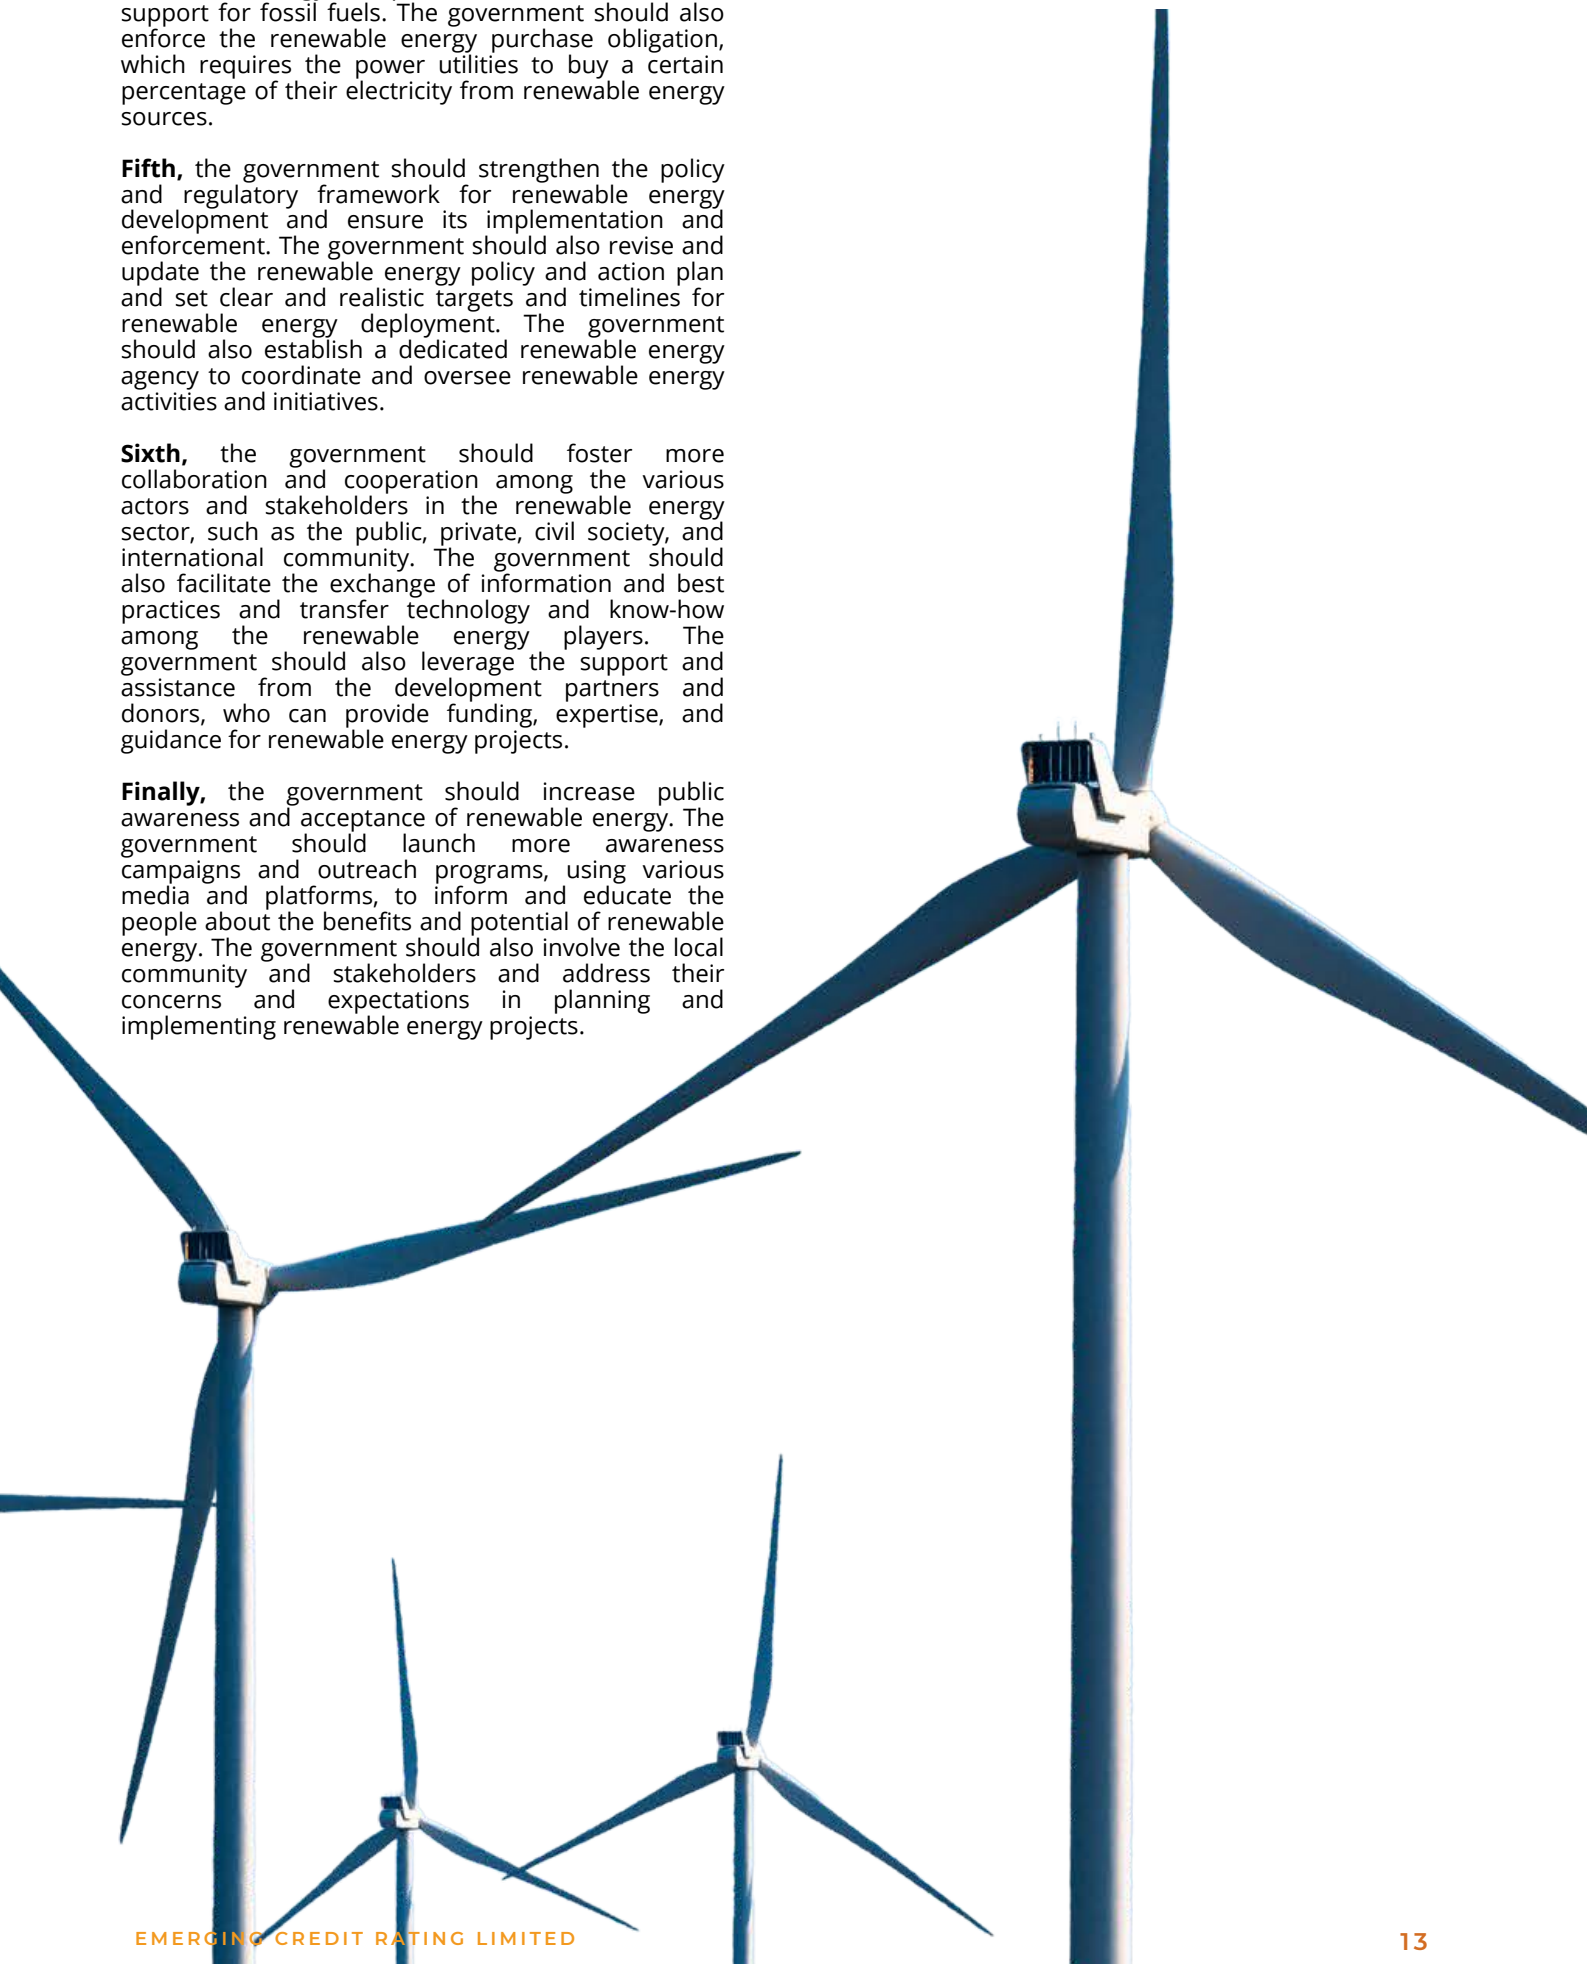 support for fossil fuels. The government should also
enforce the renewable energy purchase obligation,
which requires the power utilities to buy a certain
percentage of their electricity from renewable energy
sources.
Fifth, the government should strengthen the policy
and regulatory framework for renewable energy
development and ensure its implementation and
enforcement. The government should also revise and
update the renewable energy policy and action plan
and set clear and realistic targets and timelines for
renewable energy deployment. The government
should also establish a dedicated renewable energy
agency to coordinate and oversee renewable energy
activities and initiatives.
Sixth, the government should foster more
collaboration and cooperation among the various
actors and stakeholders in the renewable energy
sector, such as the public, private, civil society, and
international community. The government should
also facilitate the exchange of information and best
practices and transfer technology and know-how
among the renewable energy players. The
government should also leverage the support and
assistance from the development partners and
donors, who can provide funding, expertise, and
guidance for renewable energy projects.
Finally, the government should increase public
awareness and acceptance of renewable energy. The
government should launch more awareness
campaigns and outreach programs, using various
media and platforms, to inform and educate the
people about the benefits and potential of renewable
energy. The government should also involve the local
community and stakeholders and address their
concerns and expectations in planning and
implementing renewable energy projects.
EMERGING CREDIT RATING LIMITED
13